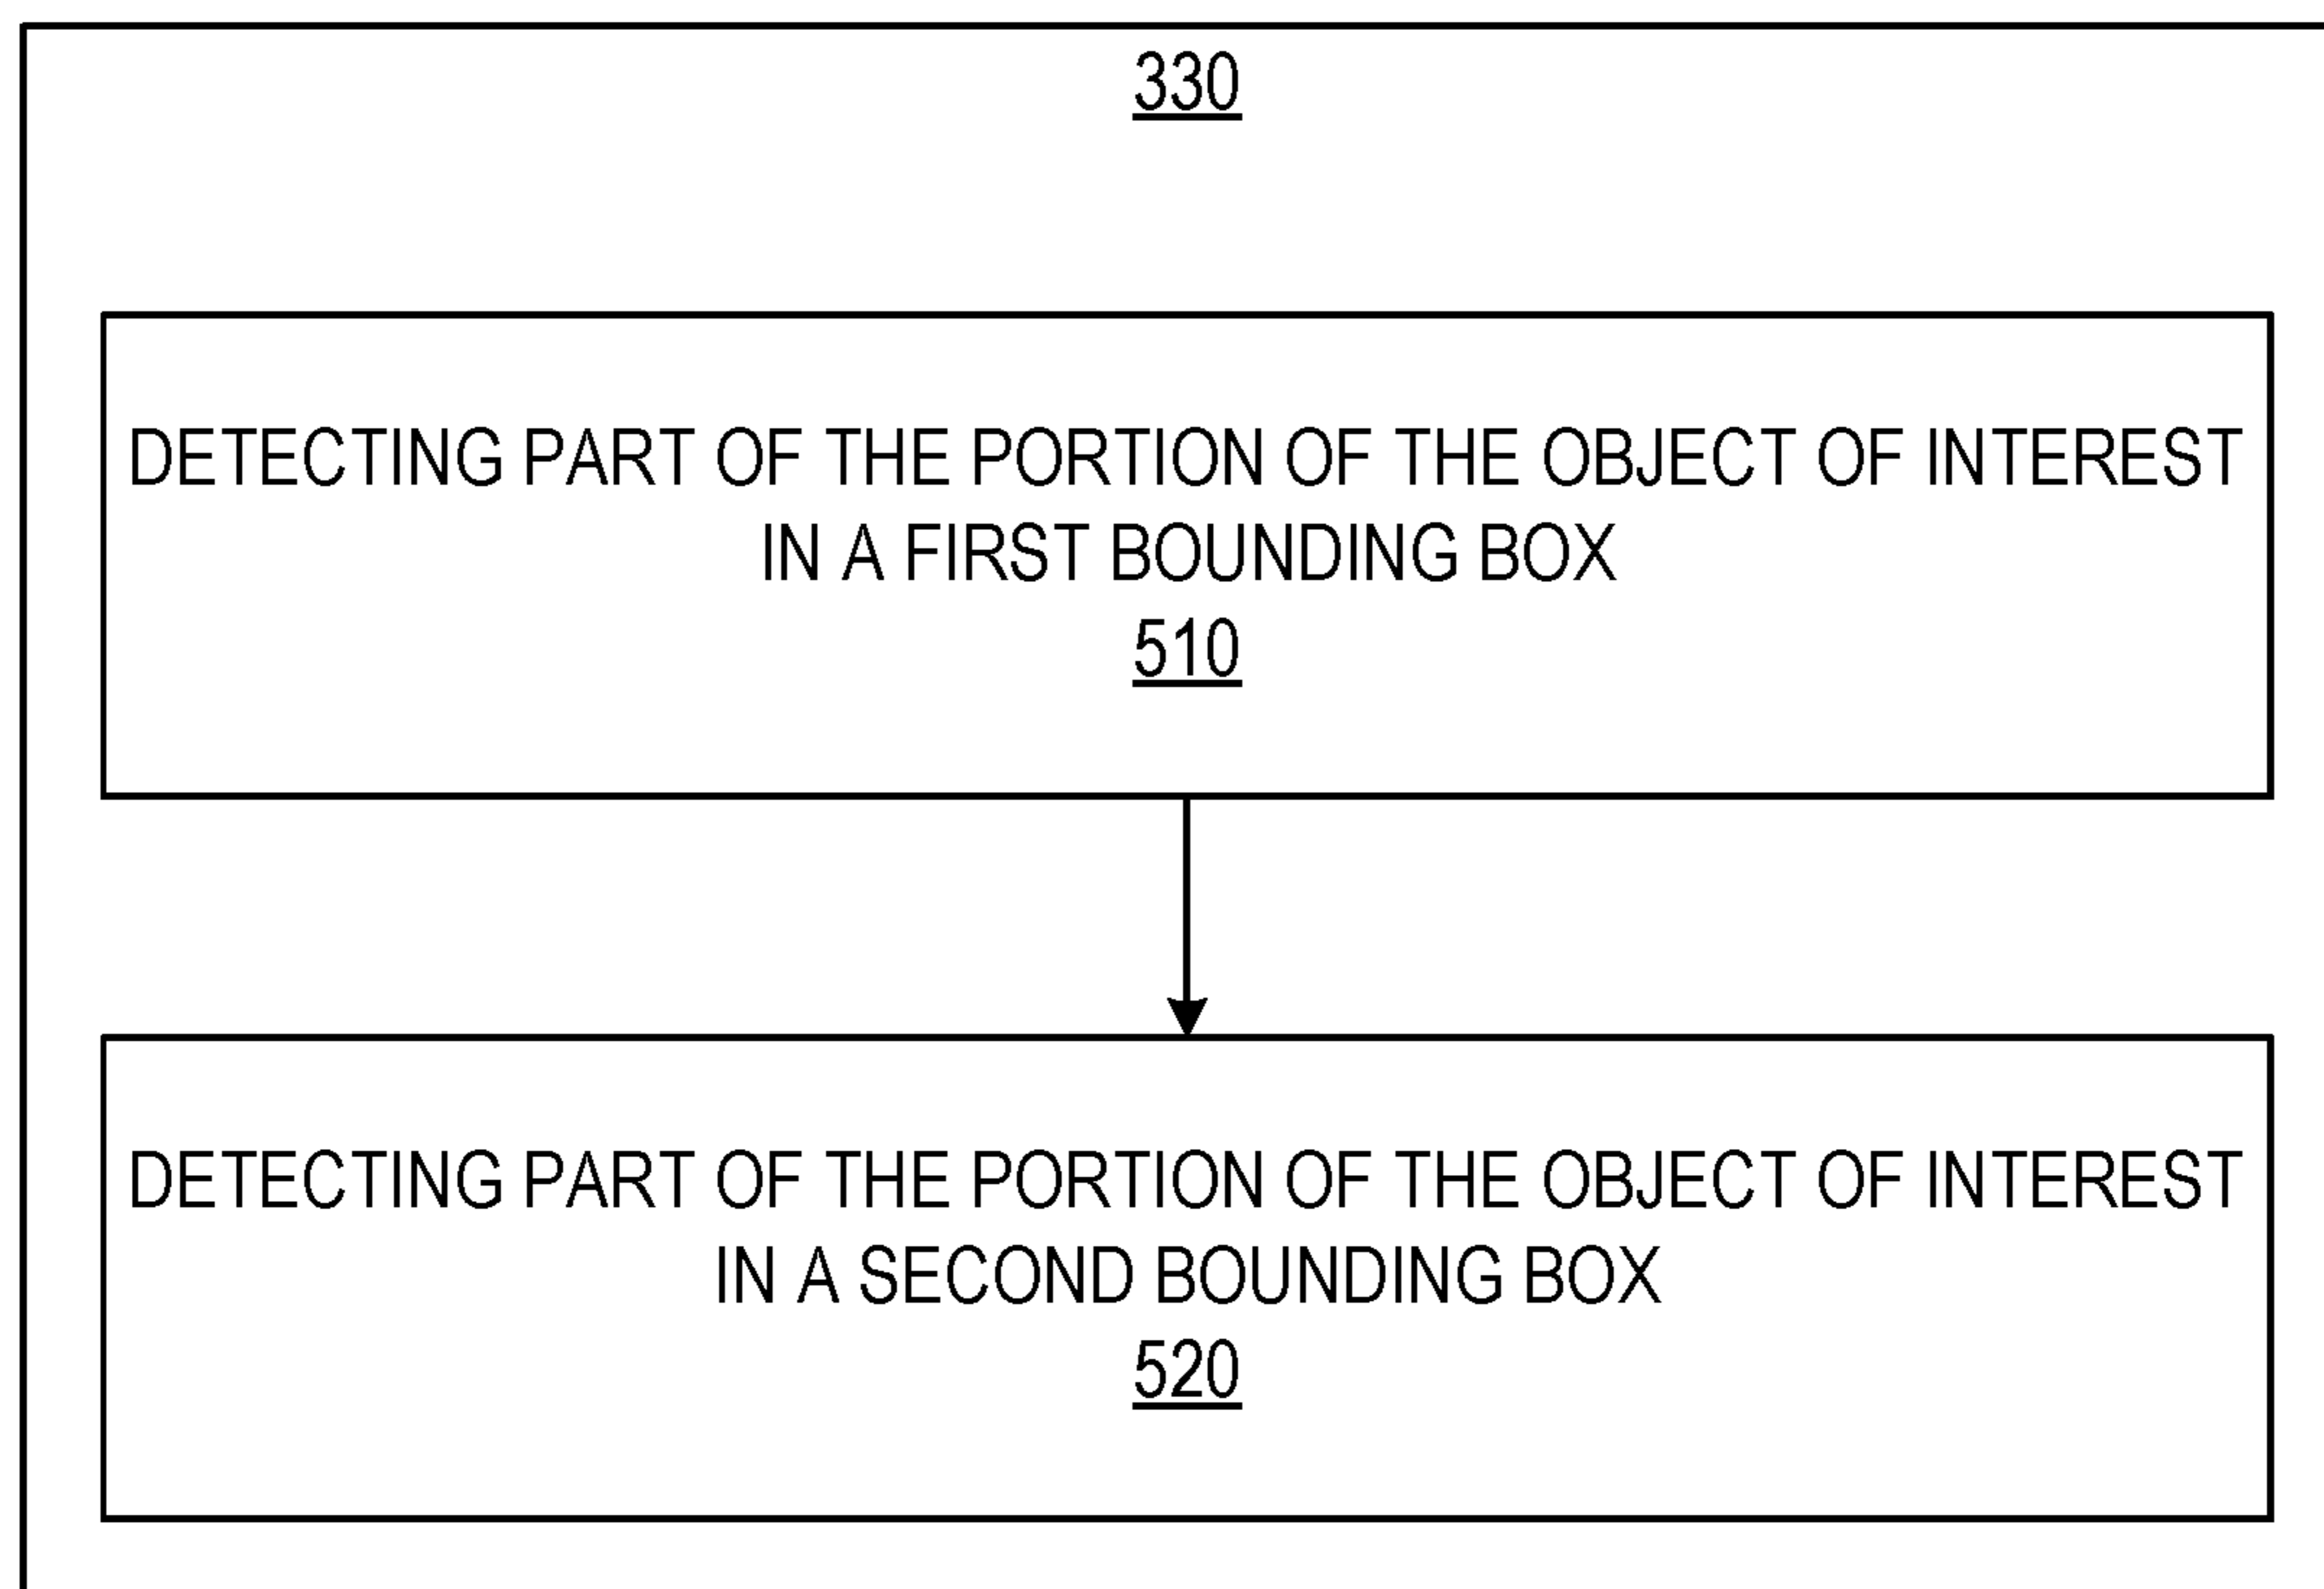 330
DETECTING PART OF THE PORTION OF THE OBJECT OF INTEREST
IN A FIRST BOUNDING BOX
510
DETECTING PART OF THE PORTION OF THE OBJECT OF INTEREST
IN A SECOND BOUNDING BOX
520